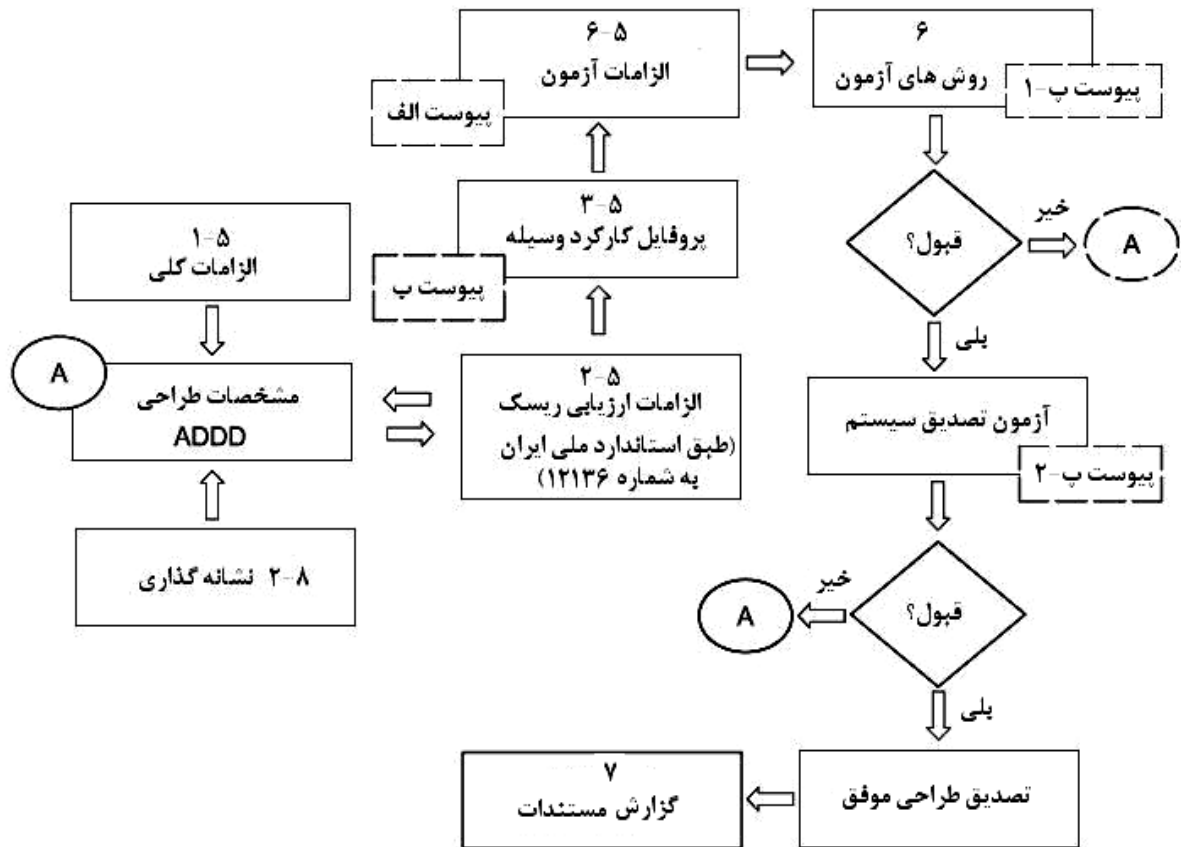 ۶-۵
الزامات آزمون
پیوست الف
۶
روش های آزمون
پیوست پ-۱
۱-۵
الزامات کلی
۳-۵
پروفایل کارکرد وسیله
پیوست پ
قبول؟
خیر
A
بلی
A
مشخصات طراحی
ADDD
۲-۵
الزامات ارزیابی ریسک
(طبق استاندارد ملی ایران
به شماره ۱۲۱۳۶)
آزمون تصدیق سیستم
پیوست پ-۲
۲-۸ نشانه گذاری
قبول؟
خیر
A
بلی
تصدیق طراحی موفق
۷
گزارش مستندات